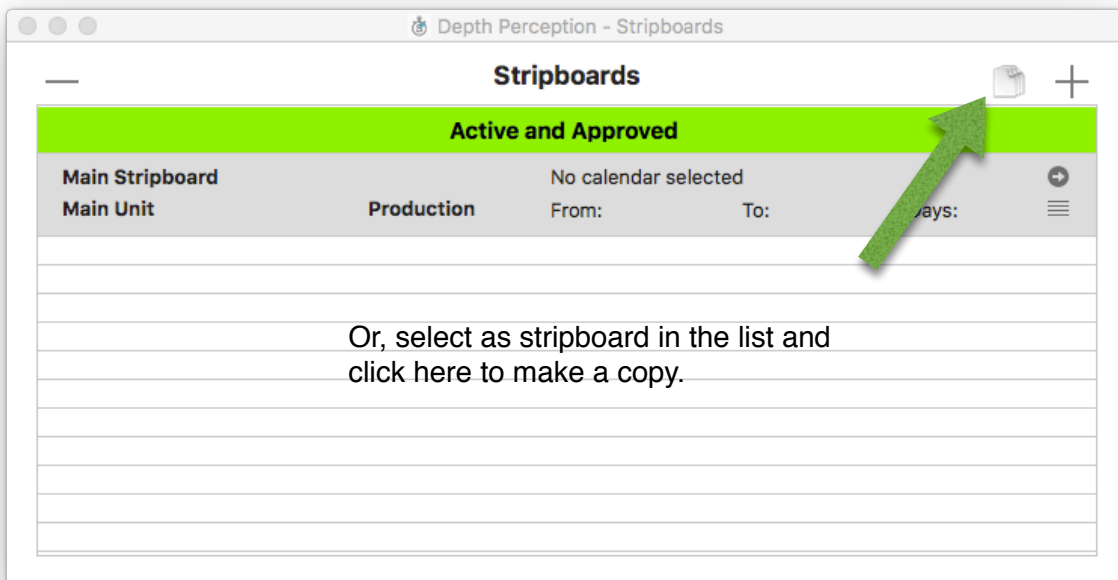 Depth Perception - Stripboards
Stripboards
Active and Approved
Main Stripboard No calendar selected
Main Unit Production From: To: Days:
Or, select as stripboard in the list and
click here to make a copy.